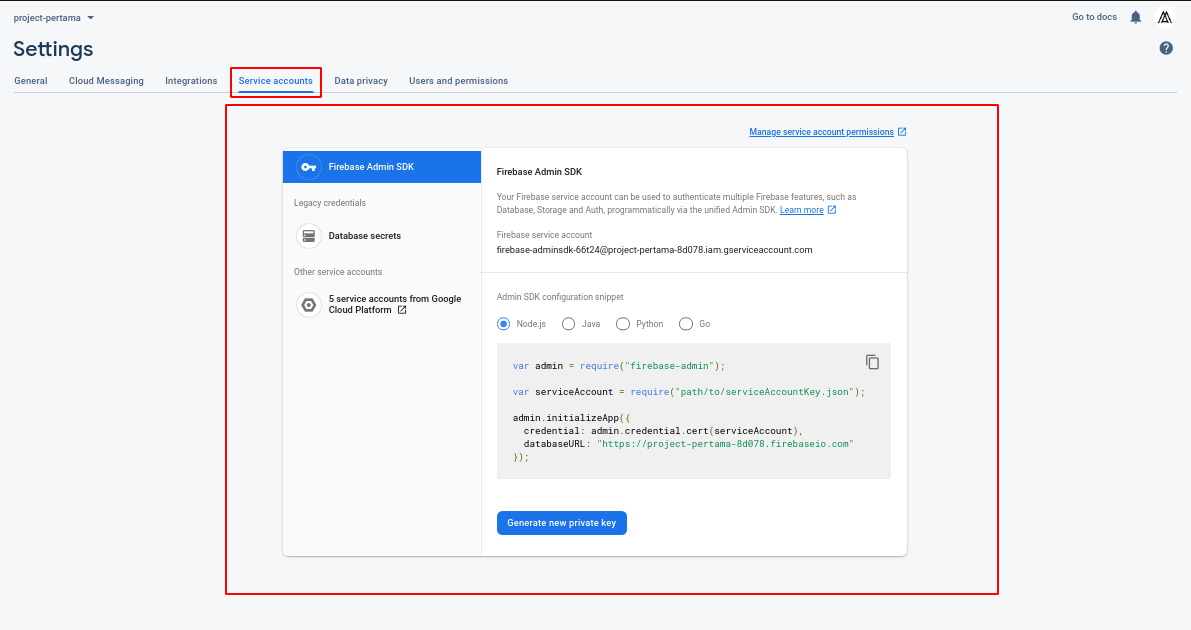 project-pertama
Go to docs
Settings
General Cloud Messaging Integrations Service accounts Data privacy Users and permissions
Manage service account permissions
Firebase Admin SDK
Legacy credentials
Database secrets
Other service accounts
5 service accounts from Google
Cloud Platform
Firebase Admin SDK
Your Firebase service account can be used to authenticate multiple Firebase features, such as
Database, Storage and Auth, programmatically via the unified Admin SDK. Learn more
Firebase service account
firebase-adminsdk-66t24@project-pertama-8d078.iam.gserviceaccount.com
Admin SDK configuration snippet
Node.js Java Python Go
var admin = require("firebase-admin");
var serviceAccount = require("path/to/serviceAccountKey.json");
admin.initializeApp({
credential: admin.credential.cert(serviceAccount),
databaseURL: "https://project-pertama-8d078.firebaseio.com"
});
Generate new private key